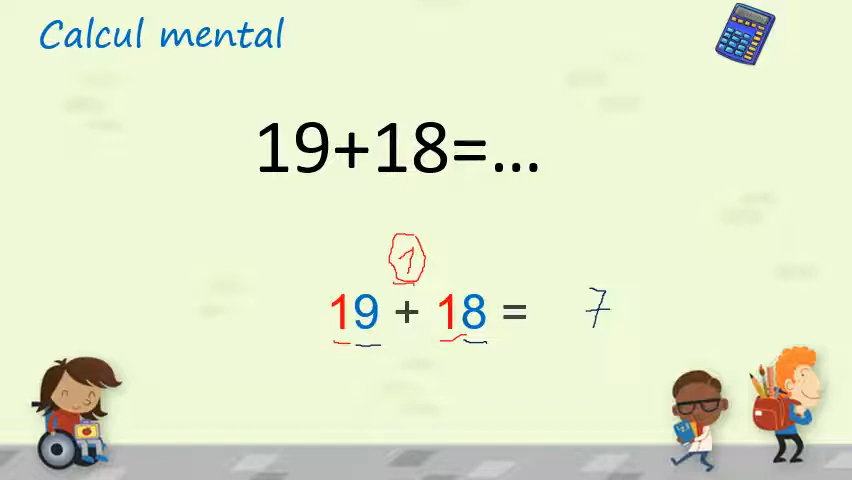 Calcul mental
19+18=...
1
19 + 18 = 7